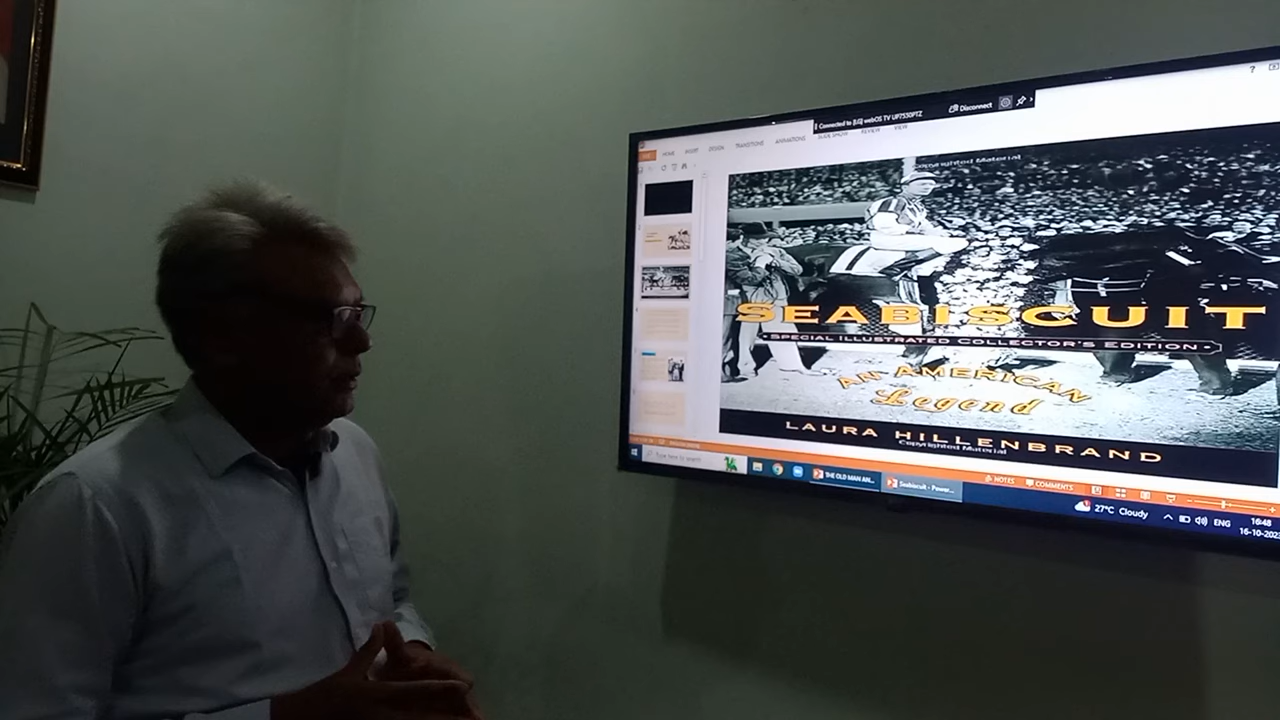 Connected to [LG] webOS TV UP7550PTZ
Disconnect
?
HOME INSERT DESIGN TRANSITIONS ANIMATIONS SLIDE SHOW REVIEW VIEW
Copyrighted Material
SEABISCUIT
SPECIAL ILLUSTRATED COLLECTOR'S EDITION
AN AMERICAN
Legend
LAURA HILLENBRAND
Copyrighted Material
NOTES COMMENTS
Type here to search
THE OLD MAN AN...
Seabiscuit - Power...
27°C Cloudy
ENG
16:48
16-10-202